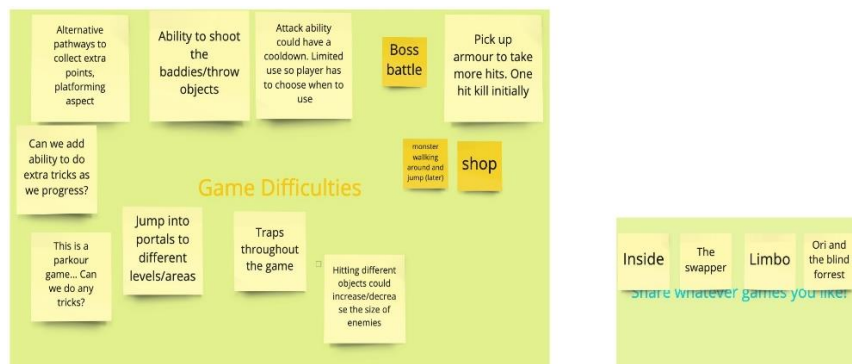 Alternative
pathways to
collect extra
points,
platforming
aspect
Ability to shoot
the
baddies/throw
objects
Attack ability
could have a
cooldown. Limited
use so player has
to choose when to
use
Boss
battle
Pick up
armour to take
more hits. One
hit kill initially
Can we add
ability to do
extra tricks as
we progress?
monster
wallking
around and
jump (later)
shop
Game Difficulties
This is a
parkour
game... Can
we do any
tricks?
Jump into
portals to
different
levels/areas
Traps
throughout
the game
Hitting different
objects could
increase/decrea
se the size of
enemies
Inside
The
swapper
Limbo
Ori and
the blind
forrest
Share whatever games you like!